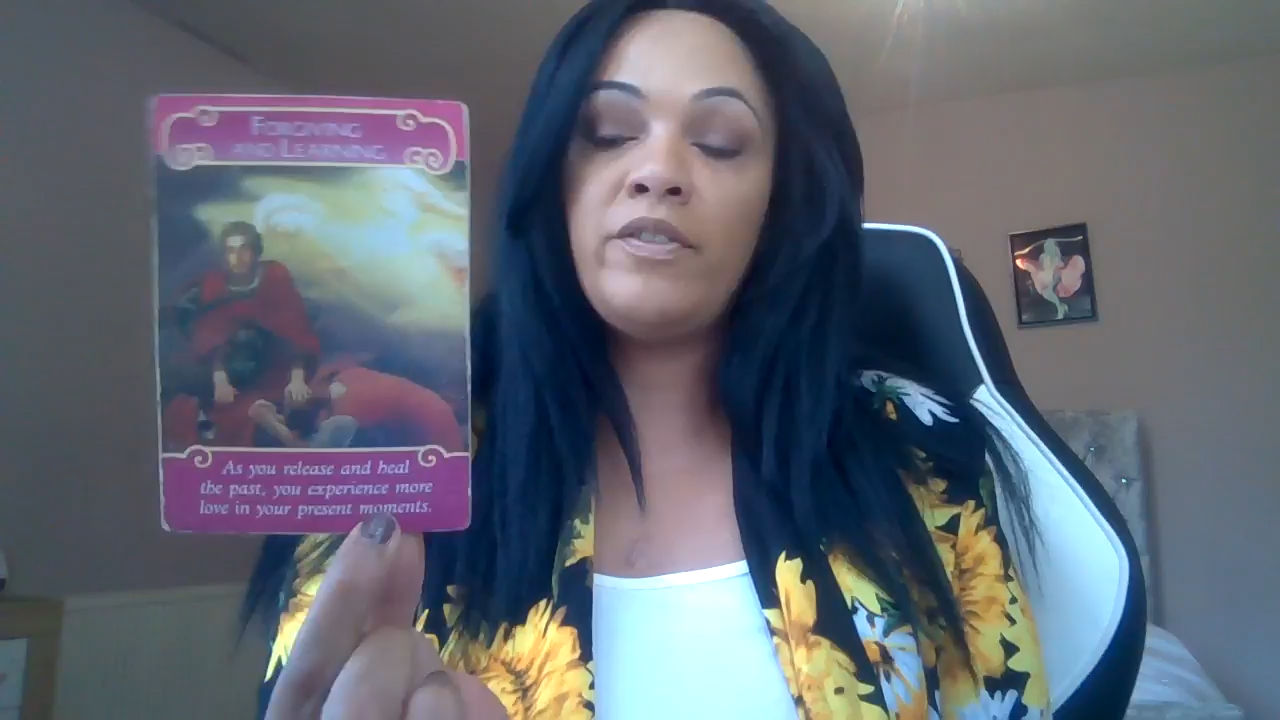 FORGIVING
AND LEARNING
As you release and heal
the past, you experience more
love in your present moments.